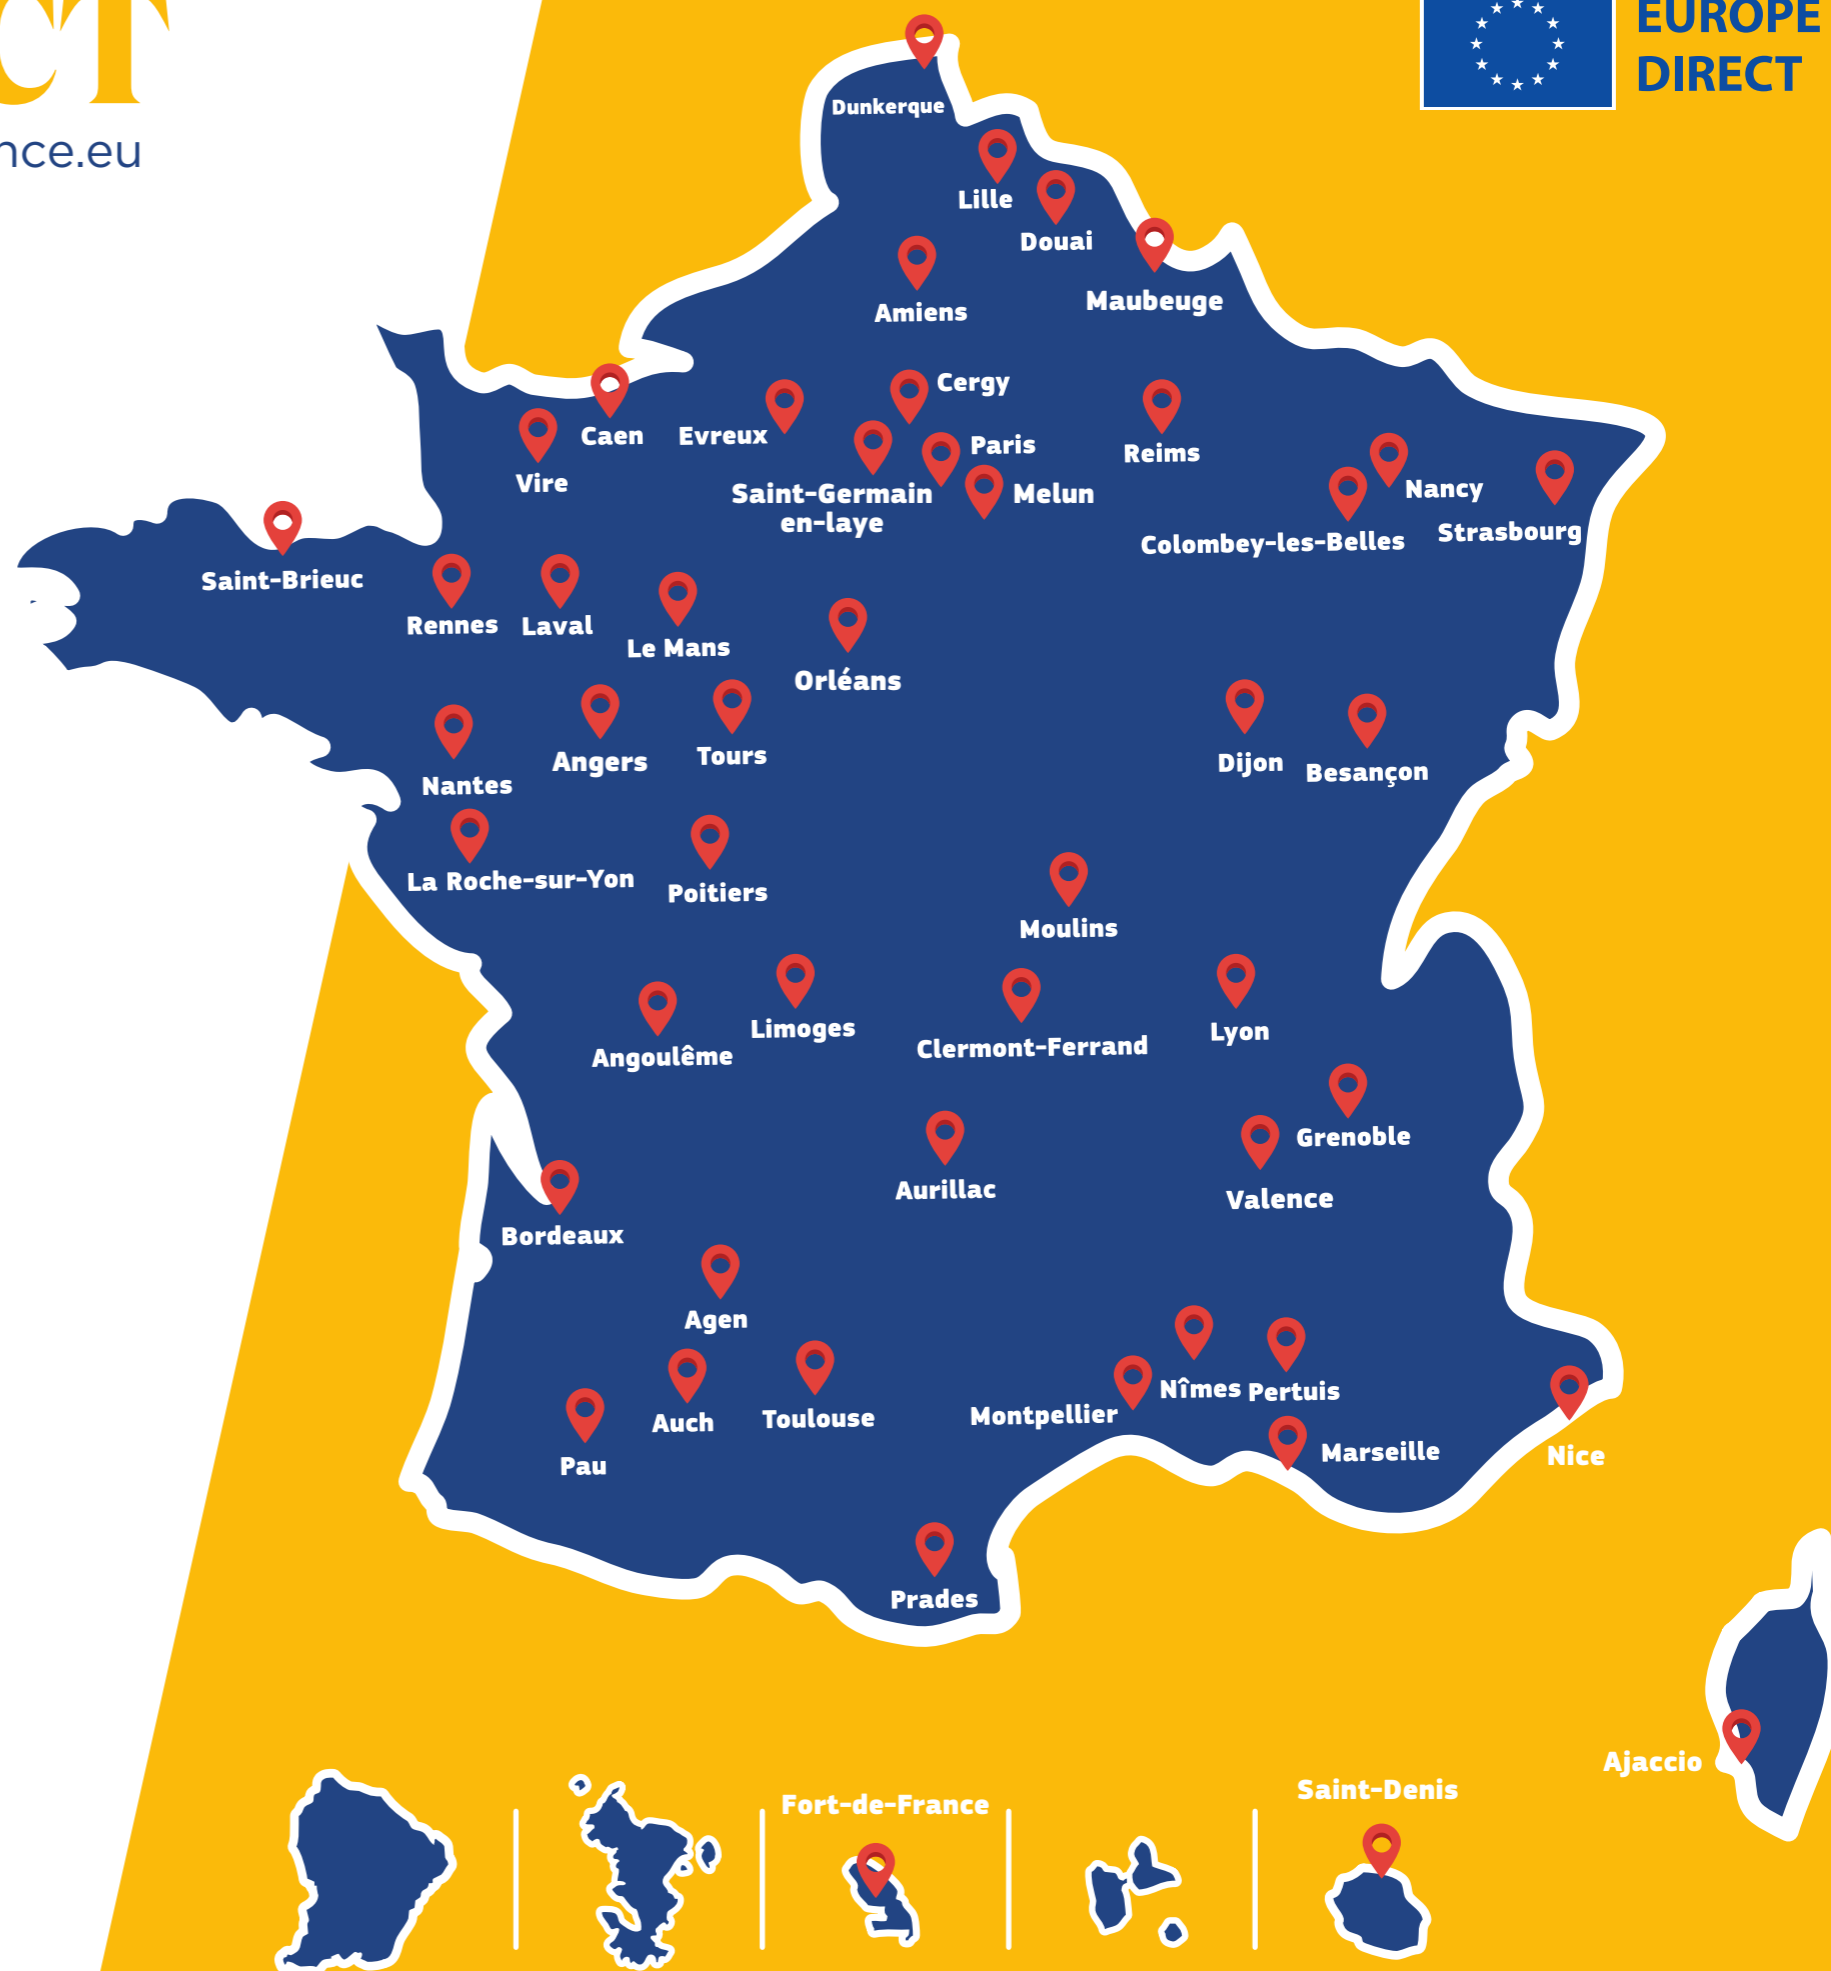 CT
nce.eu
EUROPE
DIRECT
Dunkerque
Lille
Douai
Maubeuge
Amiens
Cergy
Caen
Evreux
Paris
Reims
Vire
Saint-Germain
en-laye
Melun
Nancy
Colombey-les-Belles
Strasbourg
Saint-Brieuc
Rennes
Laval
Le Mans
Orléans
Nantes
Angers
Tours
Dijon
Besançon
La Roche-sur-Yon
Poitiers
Moulins
Angoulême
Limoges
Clermont-Ferrand
Lyon
Grenoble
Aurillac
Valence
Bordeaux
Agen
Auch
Toulouse
Montpellier
Nîmes
Pertuis
Pau
Marseille
Nice
Prades
Ajaccio
Fort-de-France
Saint-Denis